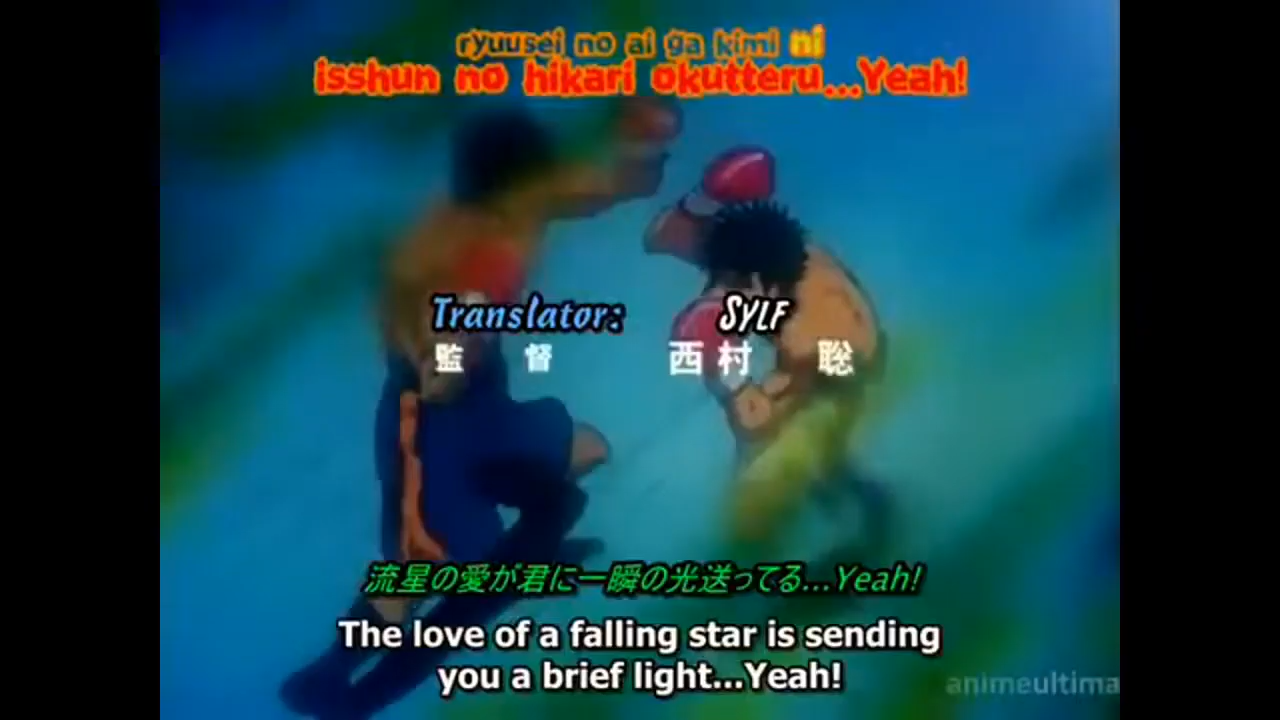 ryuusei no ai ga kimi ni
isshun no hikari okutteru...Yeah!
Translator: Sylf
監督 西村 聡
流星の愛が君に一瞬の光送ってる...Yeah!
The love of a falling star is sending
you a brief light...Yeah!
animeultima